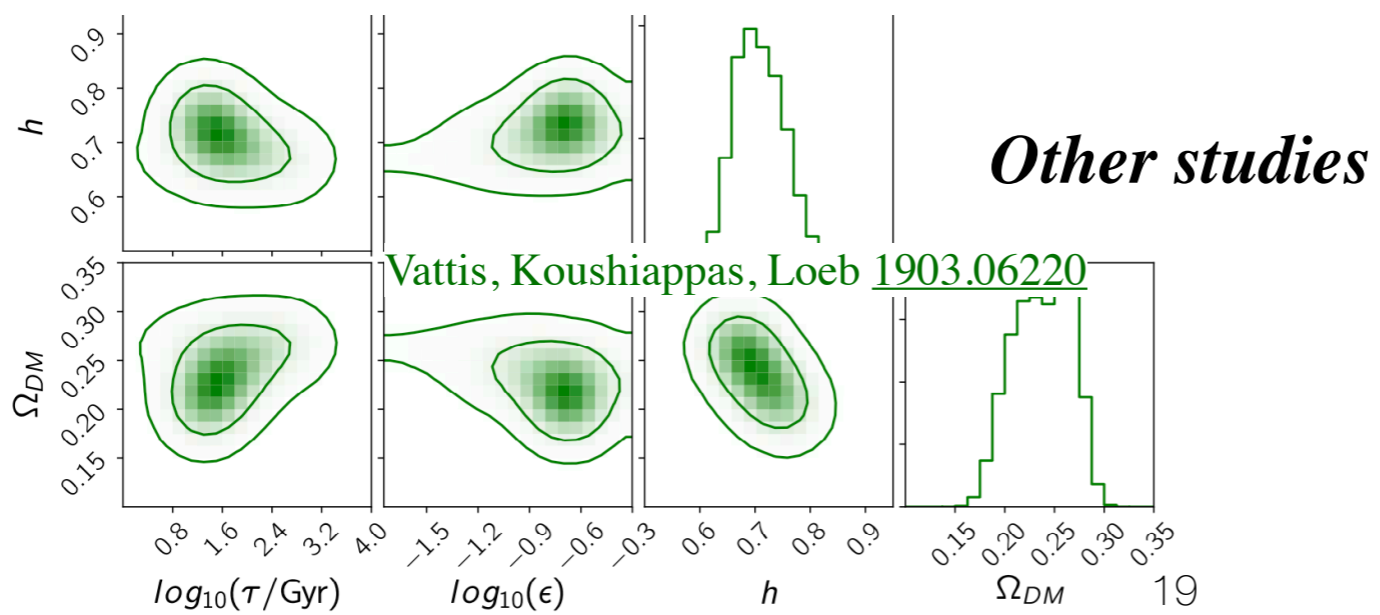 0.9
0.8
0.7
0.6
h
Other studies
Vattis, Koushiappas, Loeb 1903.06220
0.35
0.30
0.25
0.20
0.15
Ω_DM
0.8 1.6 2.4 3.2 4.0
−1.5 −1.2 −0.9 −0.6 −0.3
0.6 0.7 0.8 0.9
0.15 0.20 0.25 0.30 0.35
log₁₀(τ/Gyr) log₁₀(ϵ) h Ω_DM 19